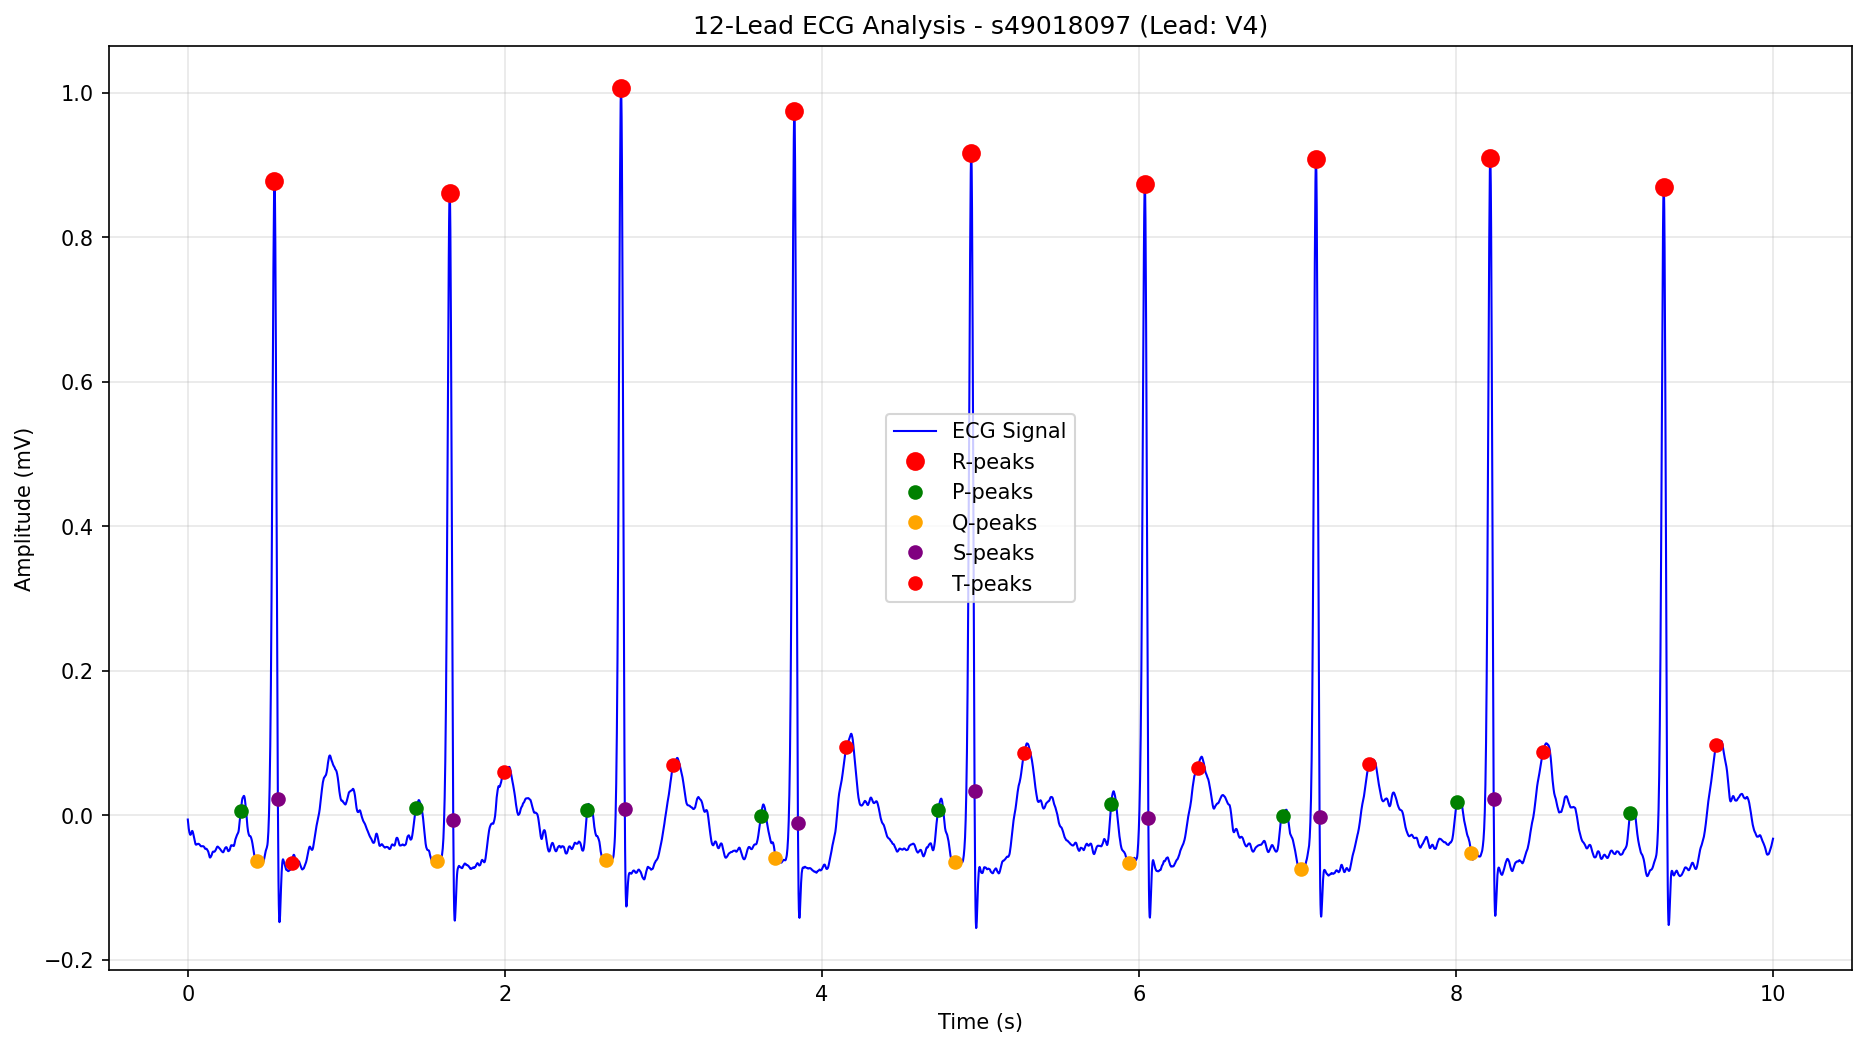 12-Lead ECG Analysis - s49018097 (Lead: V4)
1.0
0.8
0.6
0.4
0.2
0.0
−0.2
Amplitude (mV)
ECG Signal
R-peaks
P-peaks
Q-peaks
S-peaks
T-peaks
0 2 4 6 8 10
Time (s)